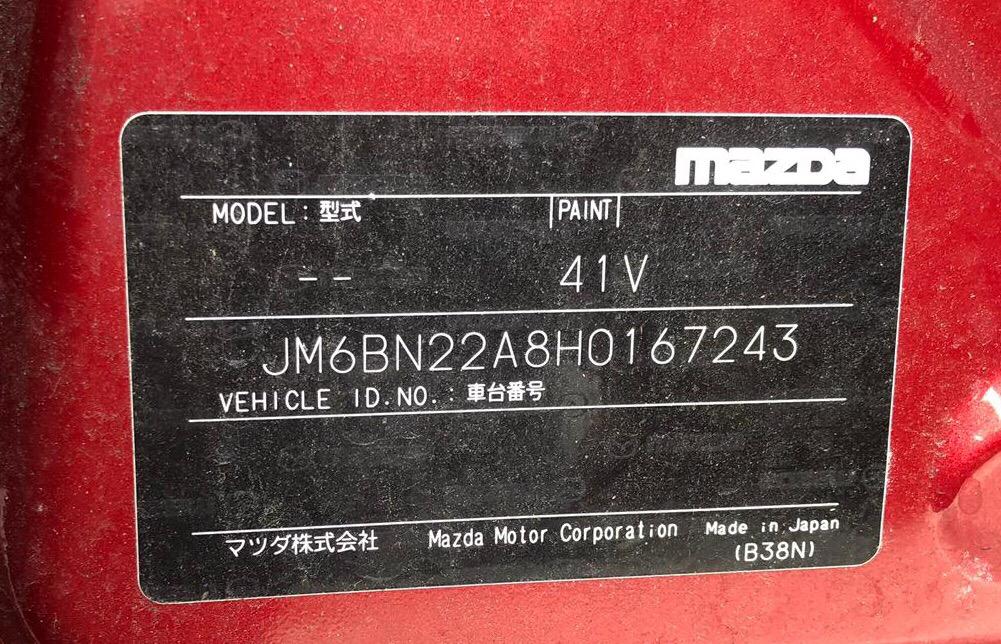 mazda
MODEL : 型式 PAINT
-- 41V
JM6BN22A8H0167243
VEHICLE ID.NO. : 車台番号
マツダ株式会社 Mazda Motor Corporation Made in Japan
(B38N)